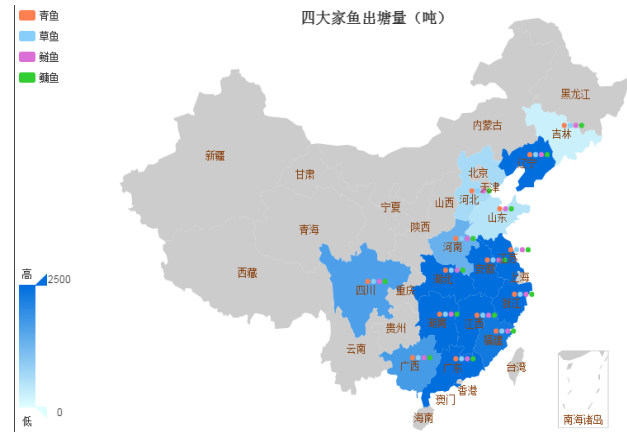 四大家鱼出塘量（吨）
青鱼
草鱼
鲢鱼
鳙鱼
黑龙江
内蒙古
吉林
新疆
北京
甘肃
天津
河北
山西
宁夏
山东
青海
陕西
河南
西藏
高
2500
四川
重庆
海
贵州
云南
福建
广西
广东
台湾
香港
澳门
海南
南海诸岛
0
低